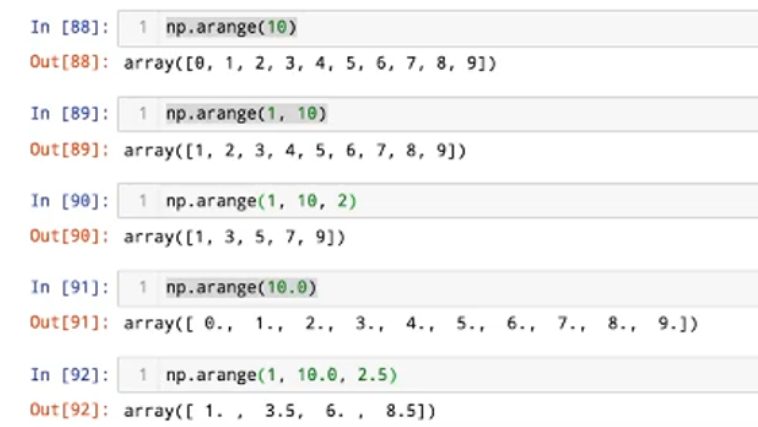 In [88]: 1 np.arange(10)
Out[88]: array([0, 1, 2, 3, 4, 5, 6, 7, 8, 9])
In [89]: 1 np.arange(1, 10)
Out[89]: array([1, 2, 3, 4, 5, 6, 7, 8, 9])
In [90]: 1 np.arange(1, 10, 2)
Out[90]: array([1, 3, 5, 7, 9])
In [91]: 1 np.arange(10.0)
Out[91]: array([ 0.,  1.,  2.,  3.,  4.,  5.,  6.,  7.,  8.,  9.])
In [92]: 1 np.arange(1, 10.0, 2.5)
Out[92]: array([ 1. ,  3.5,  6. ,  8.5])